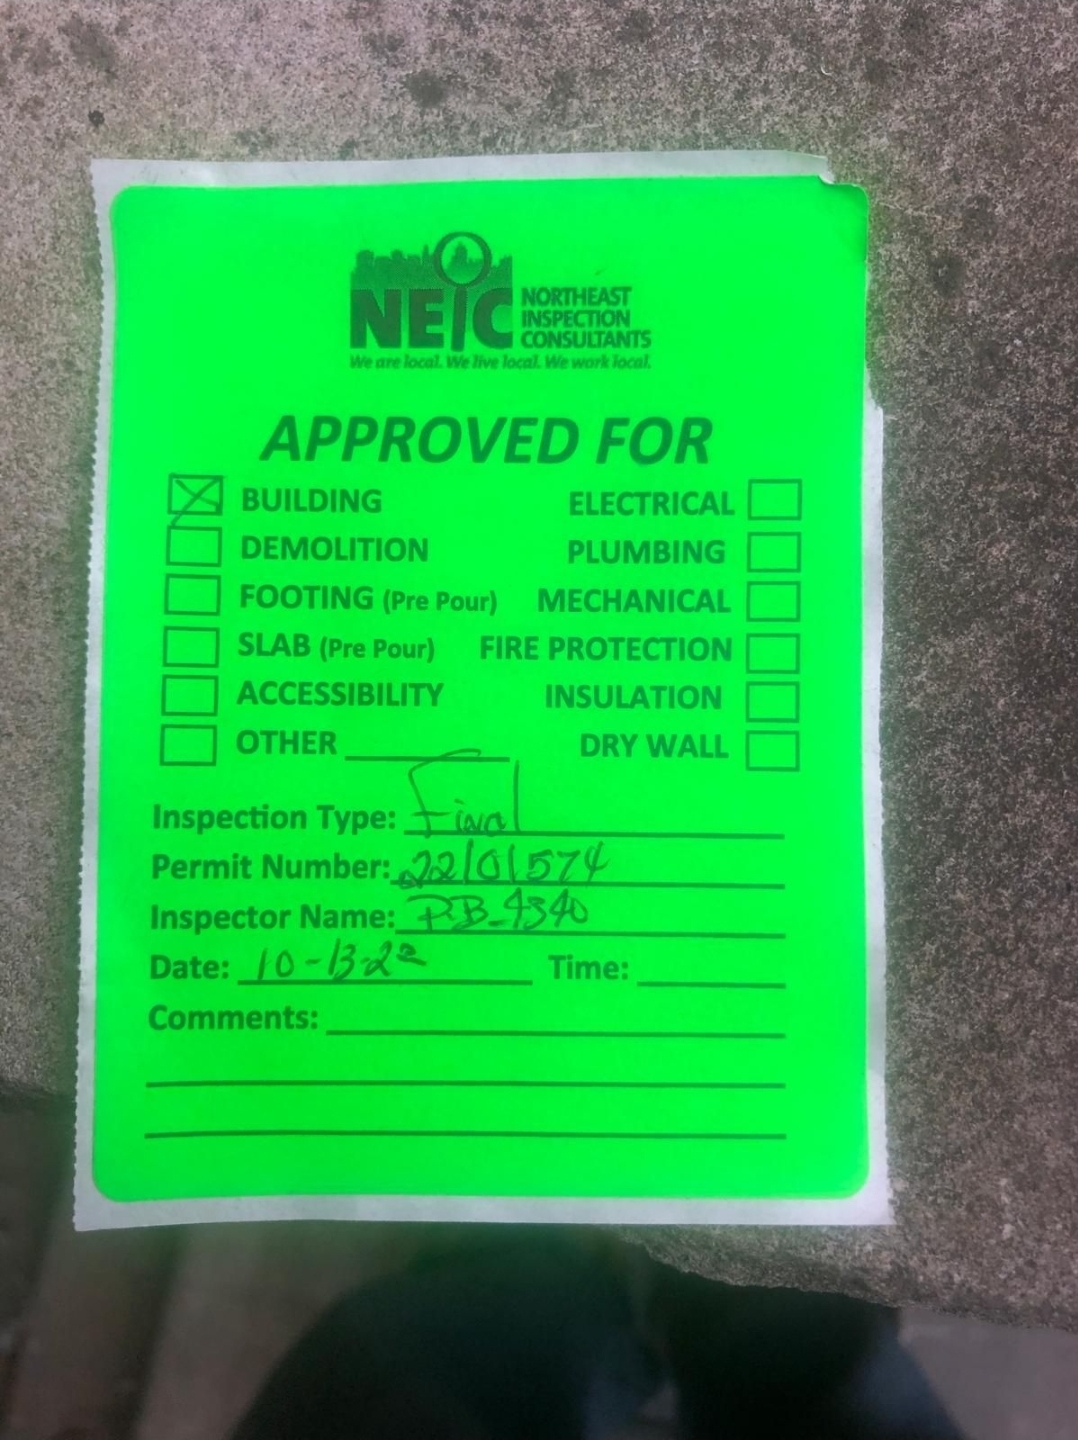 NEIC NORTHEAST
INSPECTION
CONSULTANTS
We are local. We live local. We work local.
APPROVED FOR
BUILDING ELECTRICAL
DEMOLITION PLUMBING
FOOTING (Pre Pour) MECHANICAL
SLAB (Pre Pour) FIRE PROTECTION
ACCESSIBILITY INSULATION
OTHER DRY WALL
Inspection Type: Final
Permit Number: 22101574
Inspector Name: P.B-4340
Date: 10-13-22 Time:
Comments: